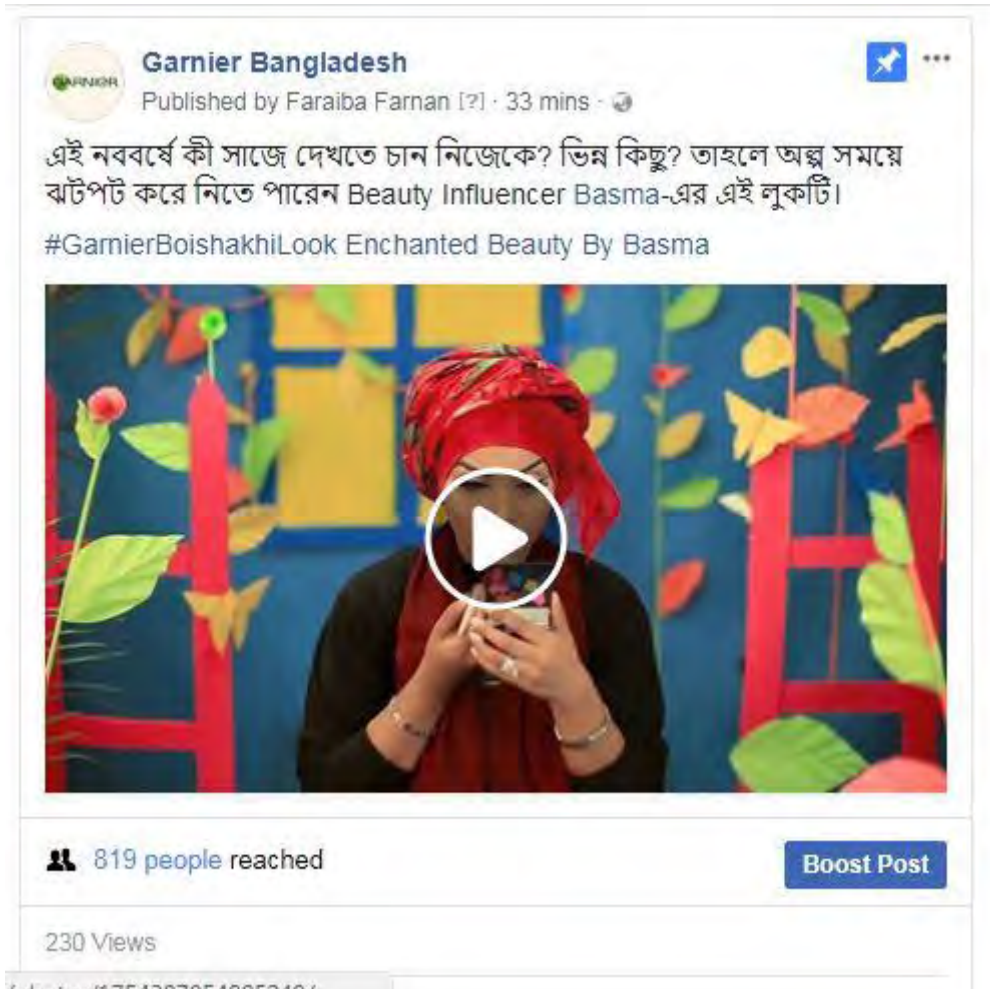 Garnier Bangladesh
GARNIER
Published by Faraiba Farnan [?] · 33 mins ·
এই নববর্ষে কী সাজে দেখতে চান নিজেকে? ভিন্ন কিছু? তাহলে অল্প সময়ে
ঝটপট করে নিতে পারেন Beauty Influencer Basma-এর এই লুকটি।
#GarnierBoishakhiLook Enchanted Beauty By Basma
819 people reached
Boost Post
230 Views